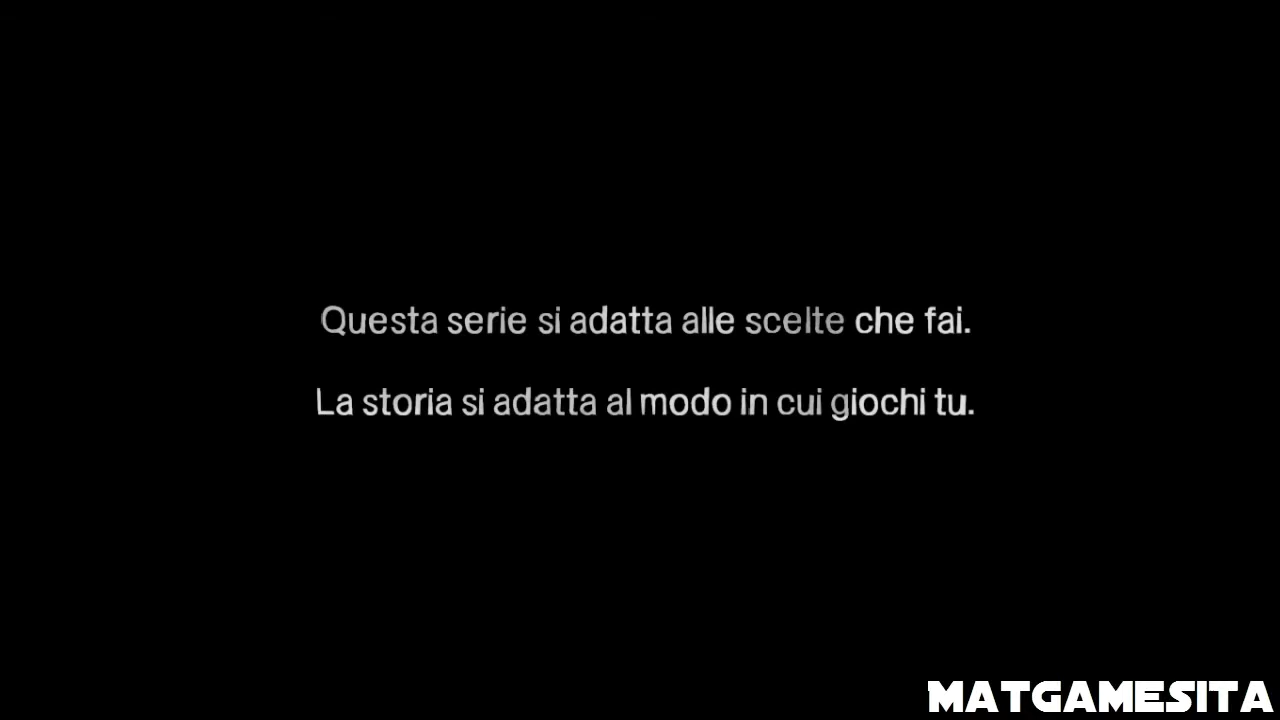 Questa serie si adatta alle scelte che fai.
La storia si adatta al modo in cui giochi tu.
MATGAMESITA